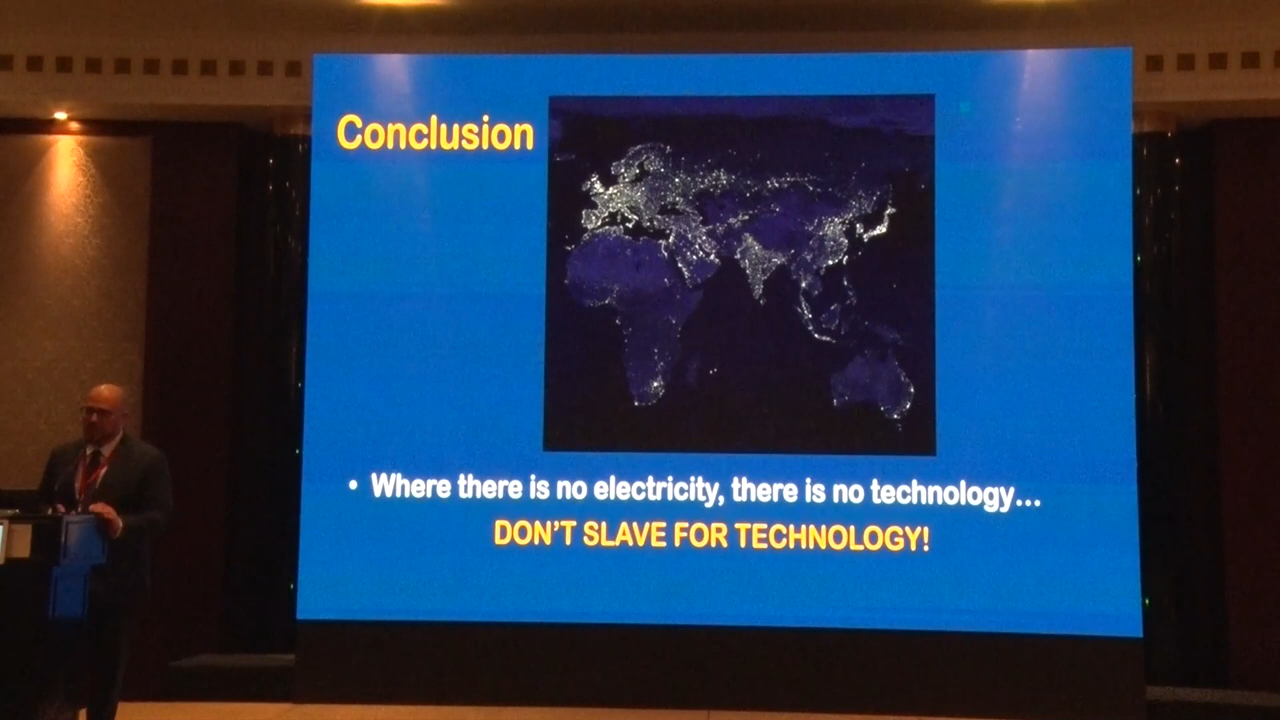 Conclusion
• Where there is no electricity, there is no technology…
DON'T SLAVE FOR TECHNOLOGY!